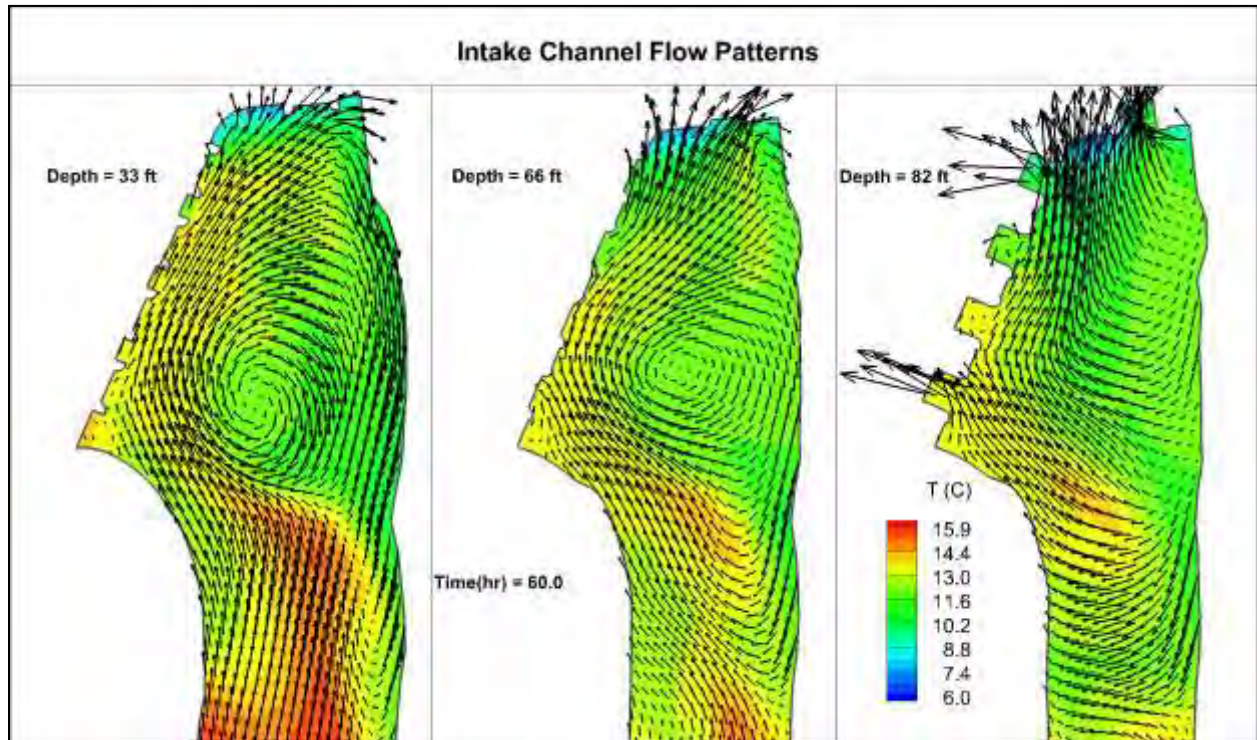 Intake Channel Flow Patterns
Depth = 33 ft
Depth = 66 ft
Depth = 82 ft
Time(hr) = 60.0
T (C)
15.9
14.4
13.0
11.6
10.2
8.8
7.4
6.0